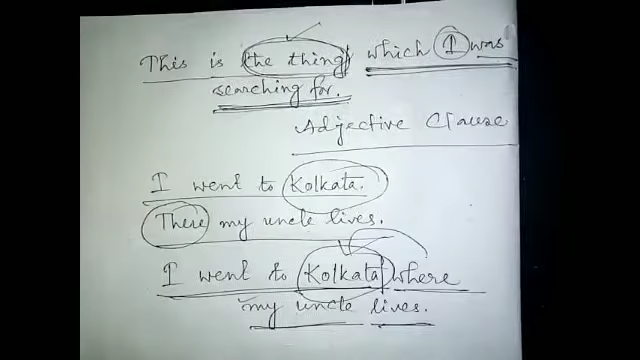 This is the thing which I was
searching for.
Adjective Clause
I went to Kolkata.
There my uncle lives.
I went to Kolkata where
my uncle lives.